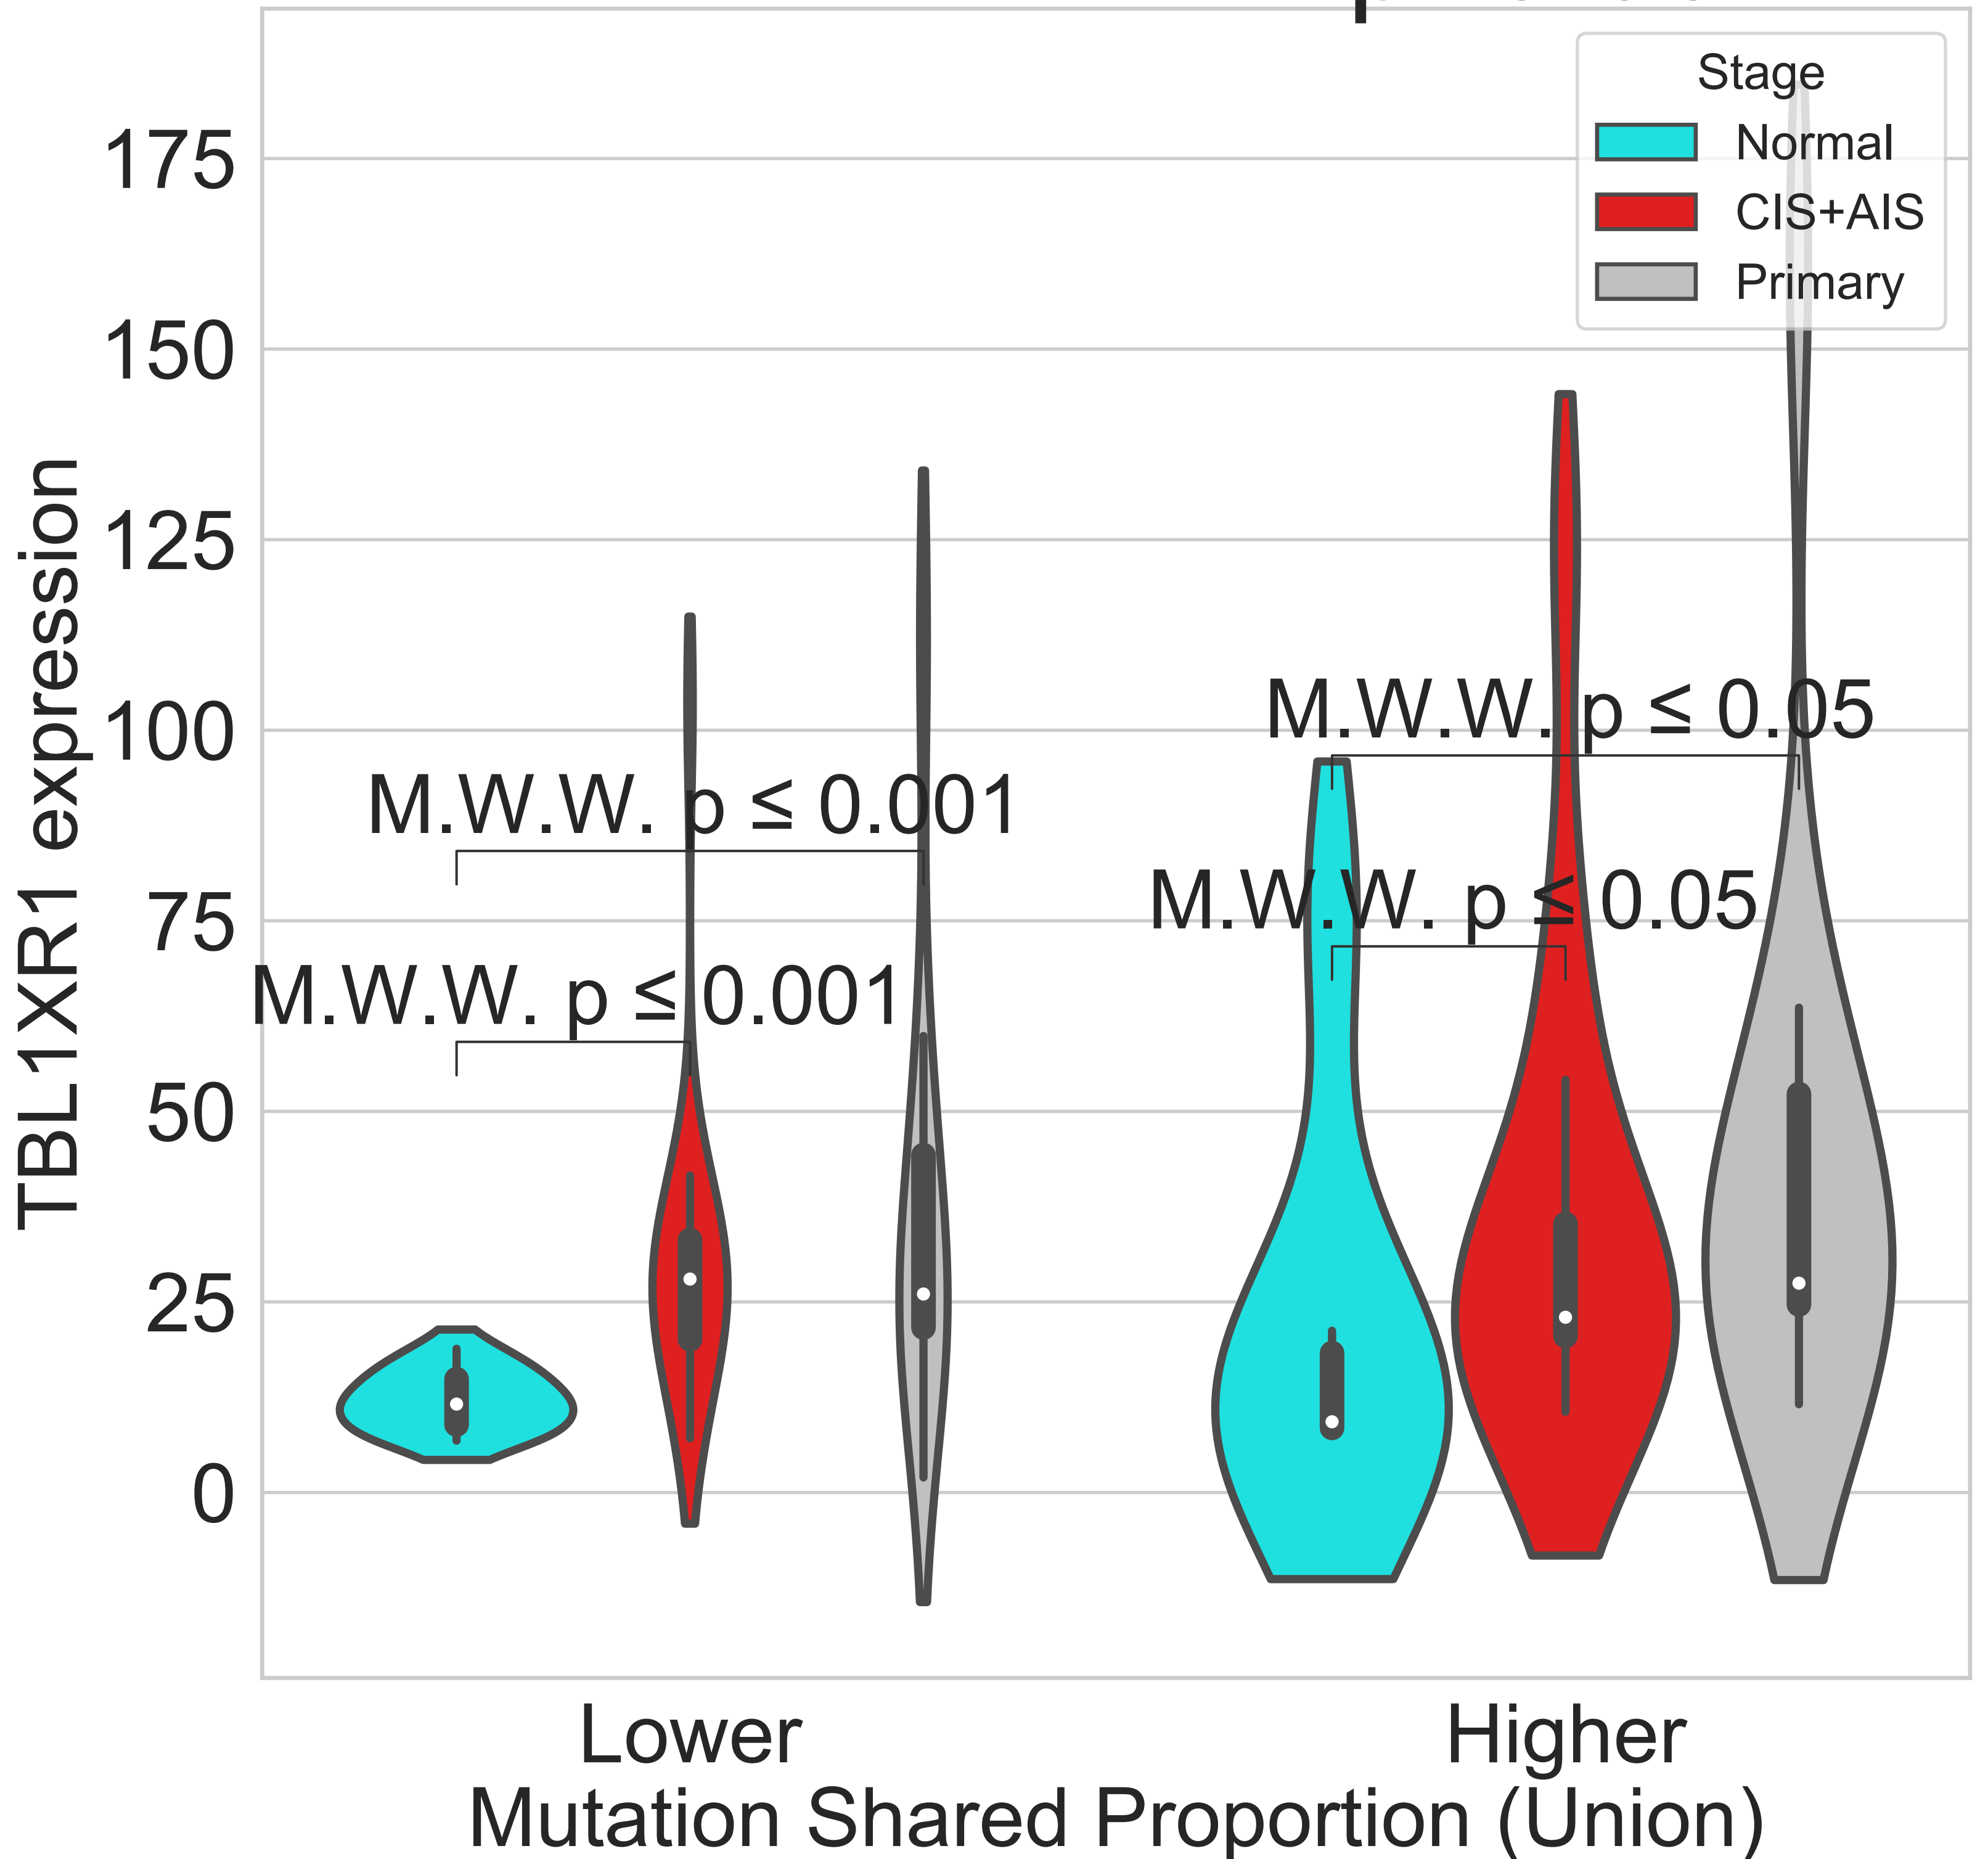 Stage
Normal
CIS+AIS
Primary
175
150
125
100
75
50
25
0
TBL1XR1 expression
M.W.W. p ≤ 0.05
M.W.W. p ≤ 0.001
M.W.W. p ≤ 0.05
M.W.W. p ≤ 0.001
Lower
Higher
Mutation Shared Proportion (Union)